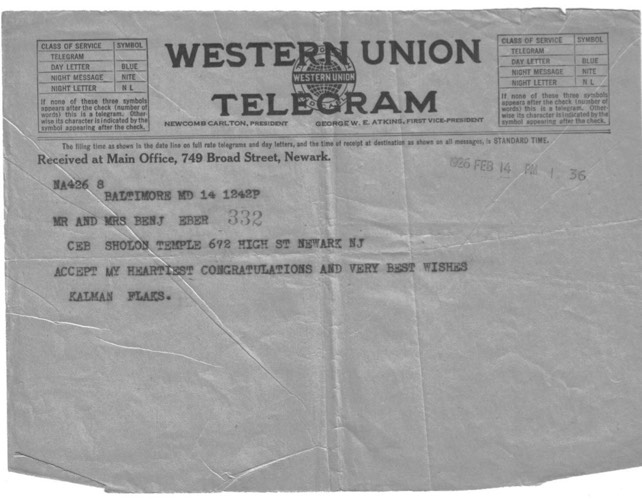 CLASS OF SERVICE SYMBOL
TELEGRAM
DAY LETTER BLUE
NIGHT MESSAGE NITE
NIGHT LETTER N L
If none of these three symbols
appears after the check (number of
words) this is a telegram. Other-
wise its character is indicated by the
symbol appearing after the check.
WESTERN UNION
WESTERN UNION
TELEGRAM
NEWCOMB CARLTON, PRESIDENT GEORGE W. E. ATKINS, FIRST VICE-PRESIDENT
CLASS OF SERVICE SYMBOL
TELEGRAM
DAY LETTER BLUE
NIGHT MESSAGE NITE
NIGHT LETTER N L
If none of these three symbols
appears after the check (number of
words) this is a telegram. Other-
wise its character is indicated by the
symbol appearing after the check.
The filing time as shown in the date line on full rate telegrams and day letters, and the time of receipt at destination as shown on all messages, is STANDARD TIME.
Received at Main Office, 749 Broad Street, Newark.
1926 FEB 14 PM 1 36
NA426 8
BALTIMORE MD 14 1242P
MR AND MRS BENJ EBER 332
CEB SHOLON TEMPLE 672 HIGH ST NEWARK NJ
ACCEPT MY HEARTIEST CONGRATULATIONS AND VERY BEST WISHES
KALMAN FLAKS.